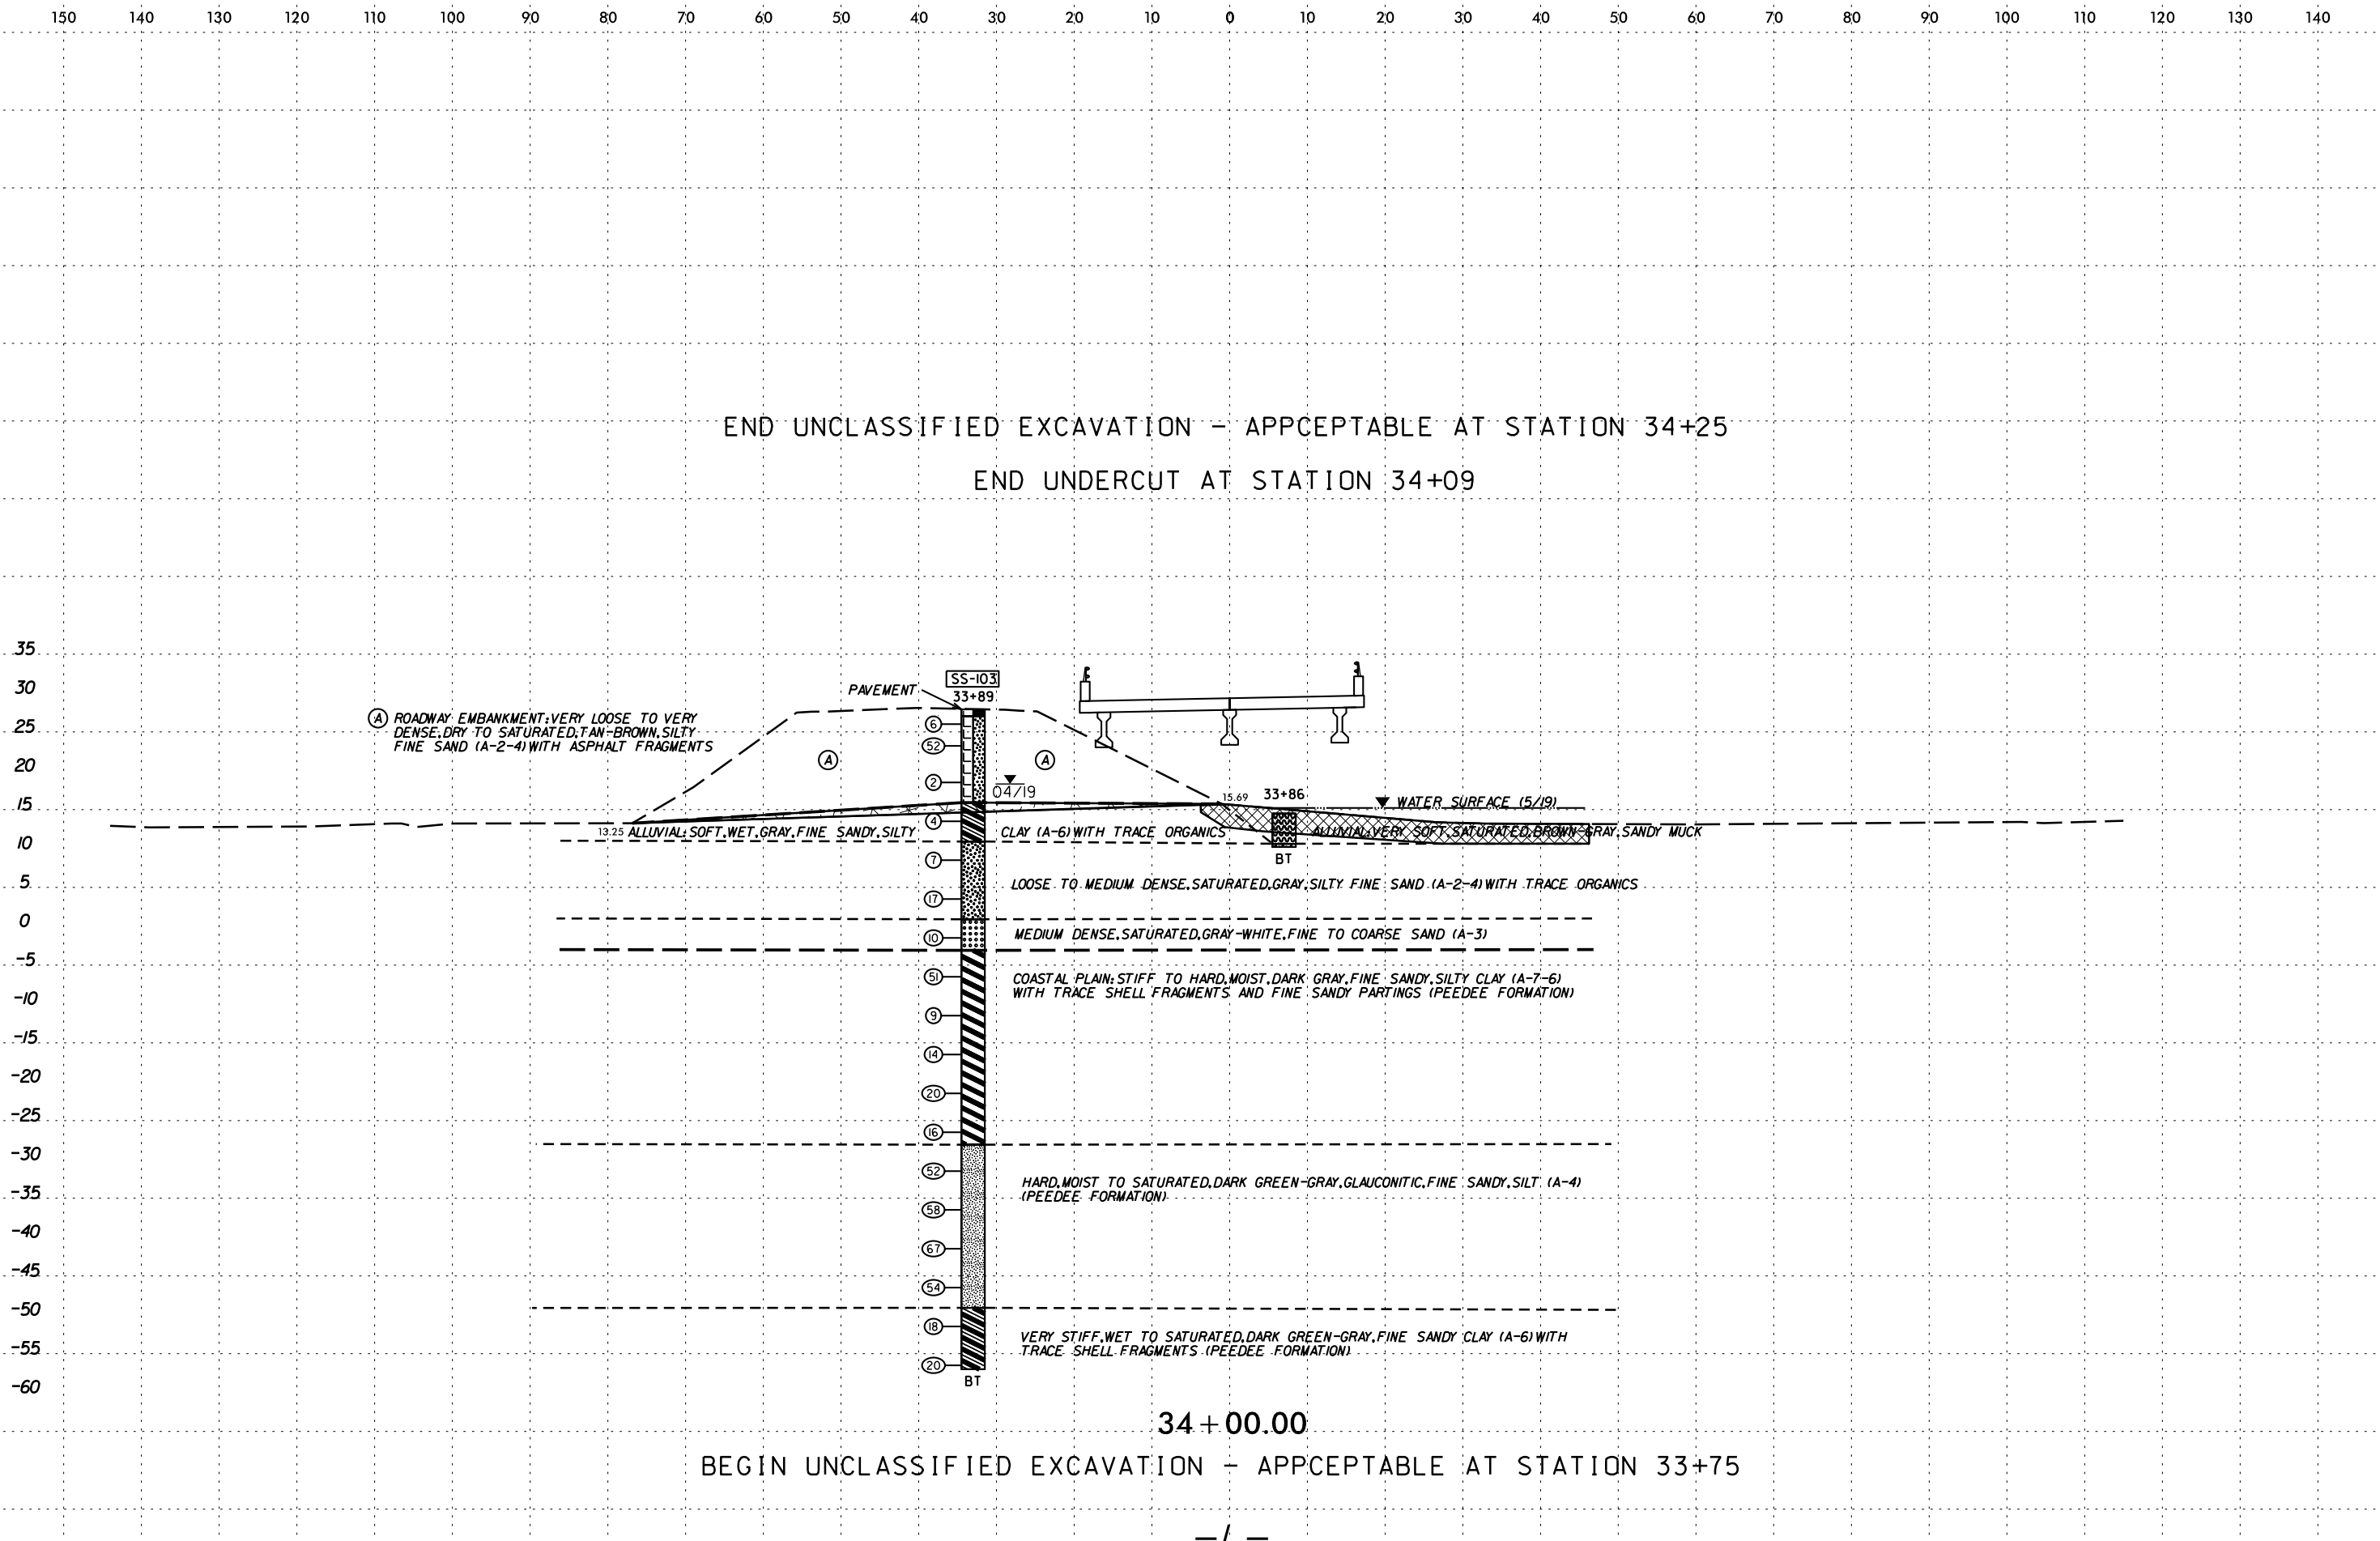 150 140 130 120 110 100 90 80 70 60 50 40 30 20 10 0 10 20 30 40 50 60 70 80 90 100 110 120 130 140
END UNCLASSIFIED EXCAVATION - APPCEPTABLE AT STATION 34+25
END UNDERCUT AT STATION 34+09
35
30
25
20
15
10
5
0
-5
-10
-15
-20
-25
-30
-35
-40
-45
-50
-55
-60
SS-103
33+89
PAVEMENT
A ROADWAY EMBANKMENT: VERY LOOSE TO VERY
DENSE, DRY TO SATURATED, TAN-BROWN, SILTY
FINE SAND (A-2-4) WITH ASPHALT FRAGMENTS
A
A
6
52
2
4
7
17
10
51
9
14
20
16
52
58
67
54
18
20
BT
04/19
15.69
33+86
WATER SURFACE (5/19)
13.25 ALLUVIAL: SOFT, WET, GRAY, FINE SANDY, SILTY CLAY (A-6) WITH TRACE ORGANICS
ALLUVIAL: VERY SOFT, SATURATED, BROWN-GRAY, SANDY MUCK
BT
LOOSE TO MEDIUM DENSE, SATURATED, GRAY, SILTY FINE SAND (A-2-4) WITH TRACE ORGANICS
MEDIUM DENSE, SATURATED, GRAY-WHITE, FINE TO COARSE SAND (A-3)
COASTAL PLAIN: STIFF TO HARD, MOIST, DARK GRAY, FINE SANDY, SILTY CLAY (A-7-6)
WITH TRACE SHELL FRAGMENTS AND FINE SANDY PARTINGS (PEEDEE FORMATION)
HARD, MOIST TO SATURATED, DARK GREEN-GRAY, GLAUCONITIC, FINE SANDY, SILT (A-4)
(PEEDEE FORMATION)
VERY STIFF, WET TO SATURATED, DARK GREEN-GRAY, FINE SANDY CLAY (A-6) WITH
TRACE SHELL FRAGMENTS (PEEDEE FORMATION)
34+00.00
BEGIN UNCLASSIFIED EXCAVATION - APPCEPTABLE AT STATION 33+75